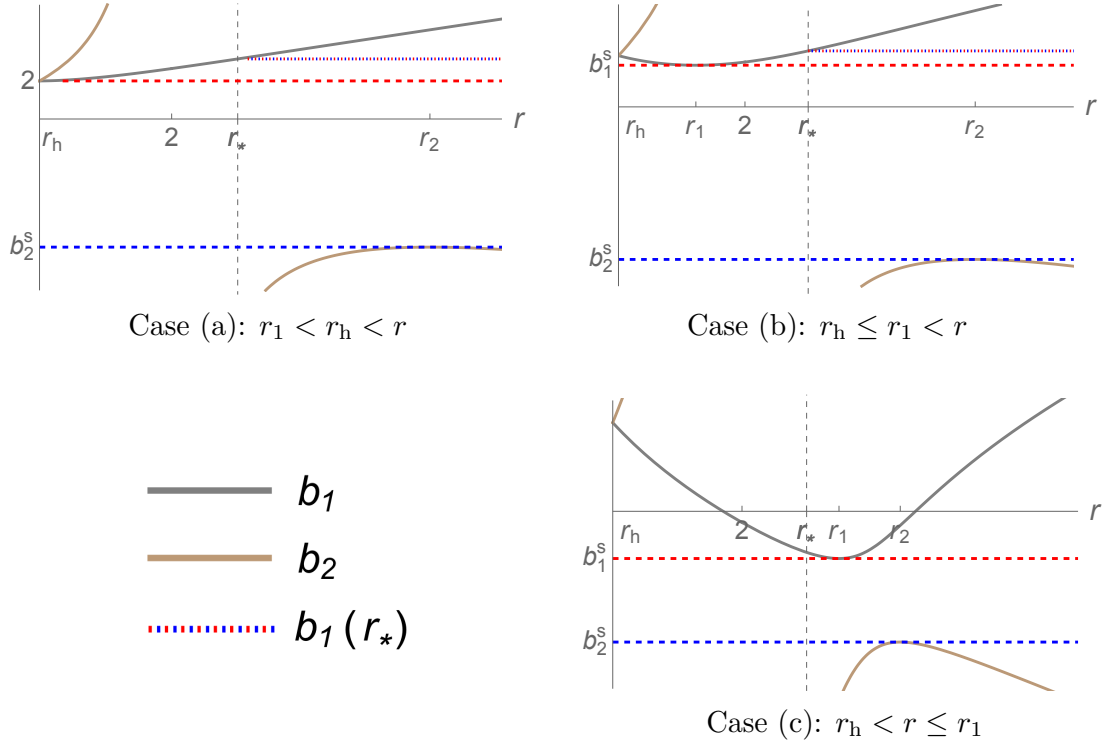 2
r_h
2
r_*
r_2
r
b_2^s
Case (a): r_1 < r_h < r
b_1^s
r_h
r_1
2
r_*
r_2
r
b_2^s
Case (b): r_h ≤ r_1 < r
b_1
b_2
b_1 (r_*)
r_h
2
r_*
r_1
r_2
r
b_1^s
b_2^s
Case (c): r_h < r ≤ r_1